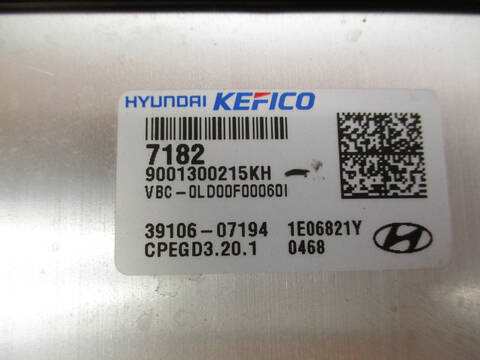 HYUNDAI KEFICO
7182
9001300215KH
VBC-0LD00F00060I
39106-07194 1E06821Y
CPEGD3.20.1 0468